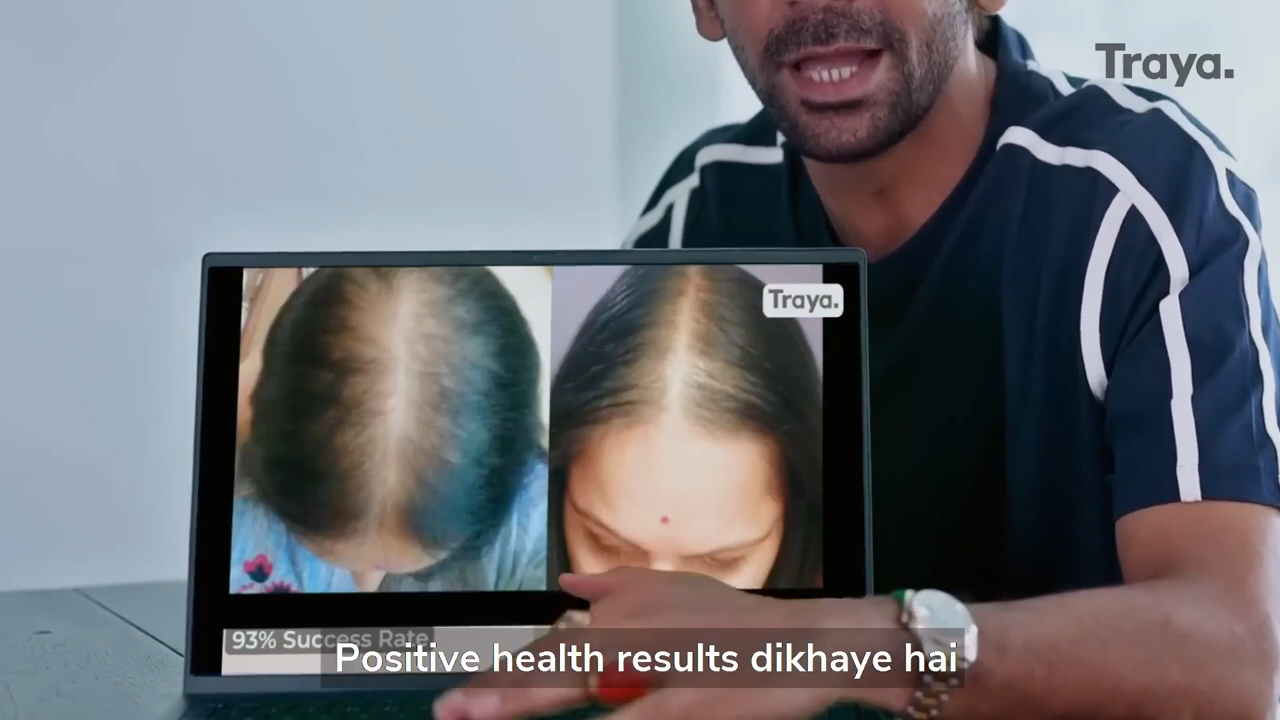 Traya.
Traya.
93% Success Rate
Positive health results dikhaye hai